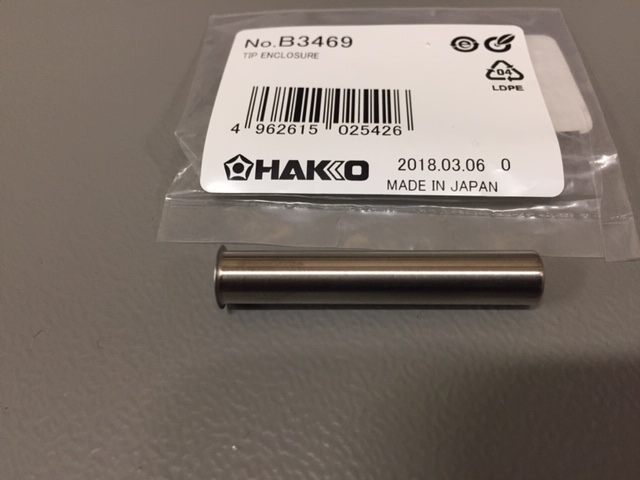 No.B3469
TIP ENCLOSURE
04
LDPE
4 962615 025426
HAKKO
2018.03.06 0
MADE IN JAPAN